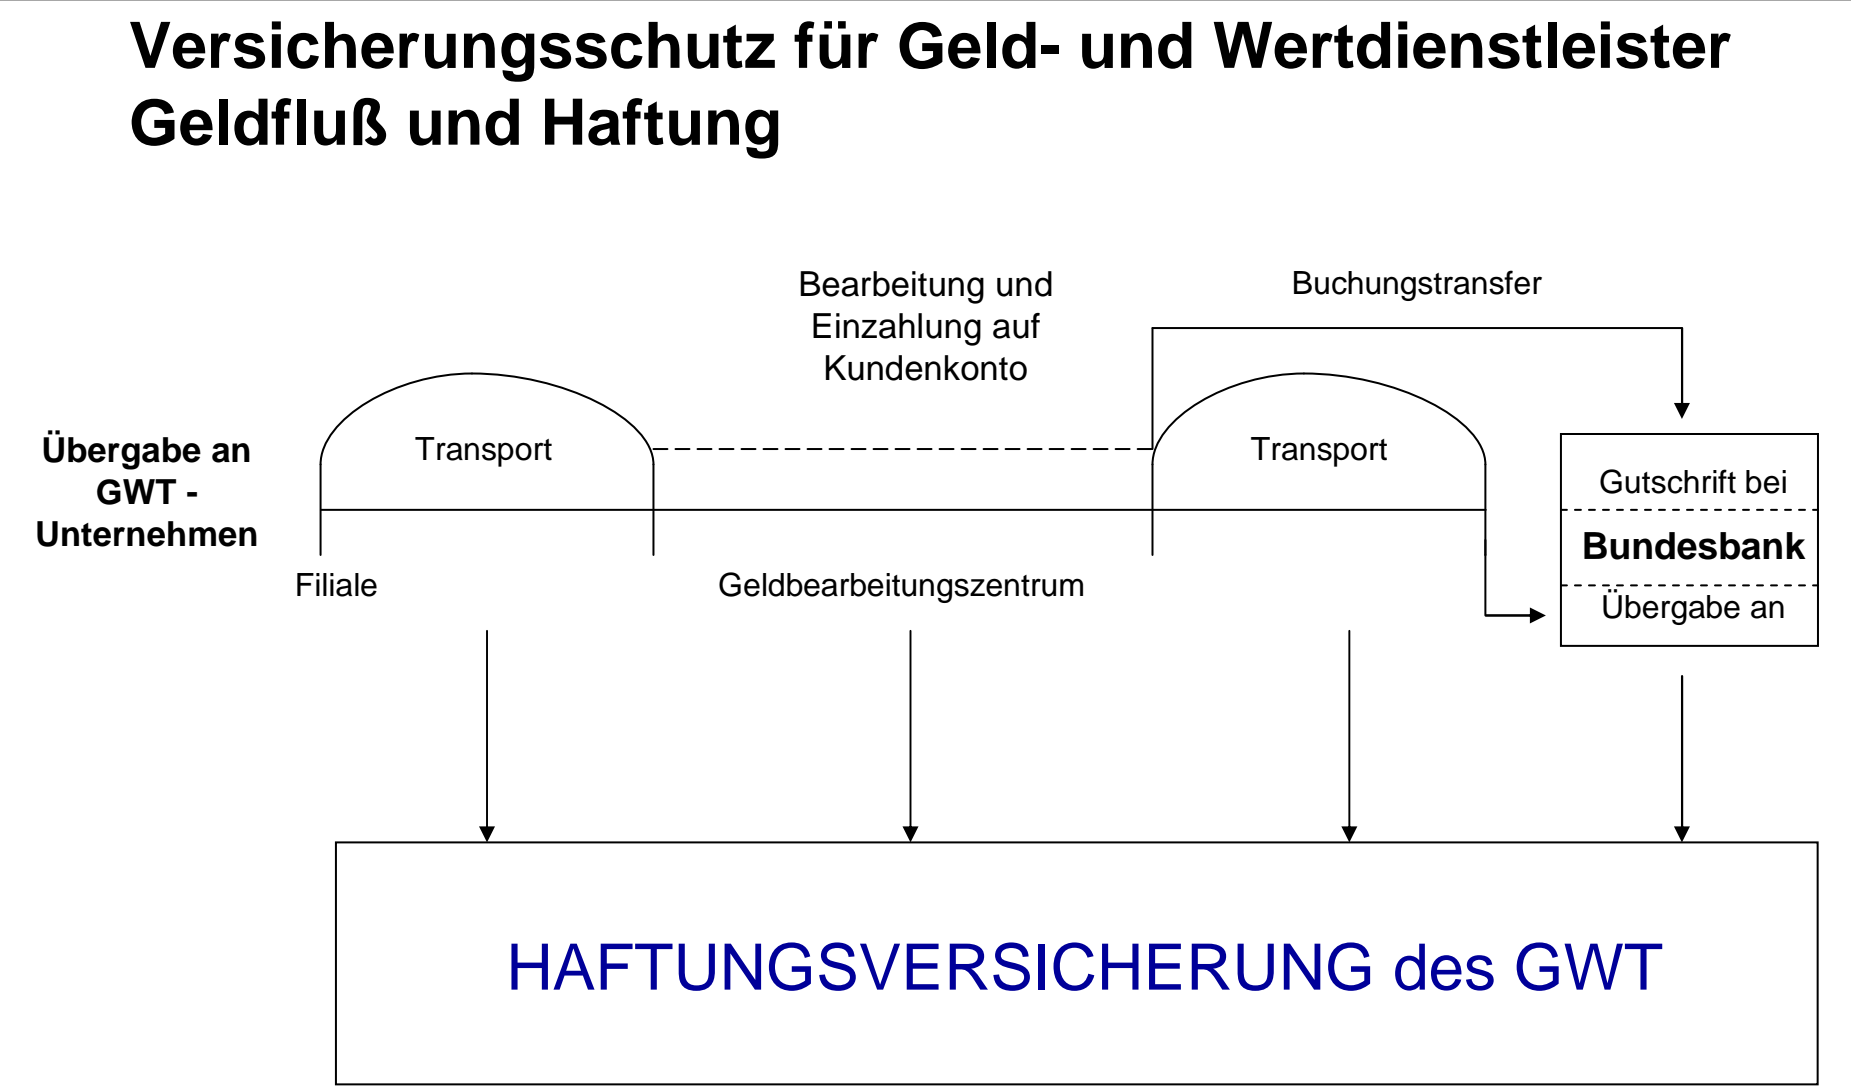 Versicherungsschutz für Geld- und Wertdienstleister
Geldfluß und Haftung
Bearbeitung und
Einzahlung auf
Kundenkonto
Buchungstransfer
Übergabe an
GWT -
Unternehmen
Transport
Transport
Gutschrift bei
Bundesbank
Übergabe an
Filiale
Geldbearbeitungszentrum
HAFTUNGSVERSICHERUNG des GWT